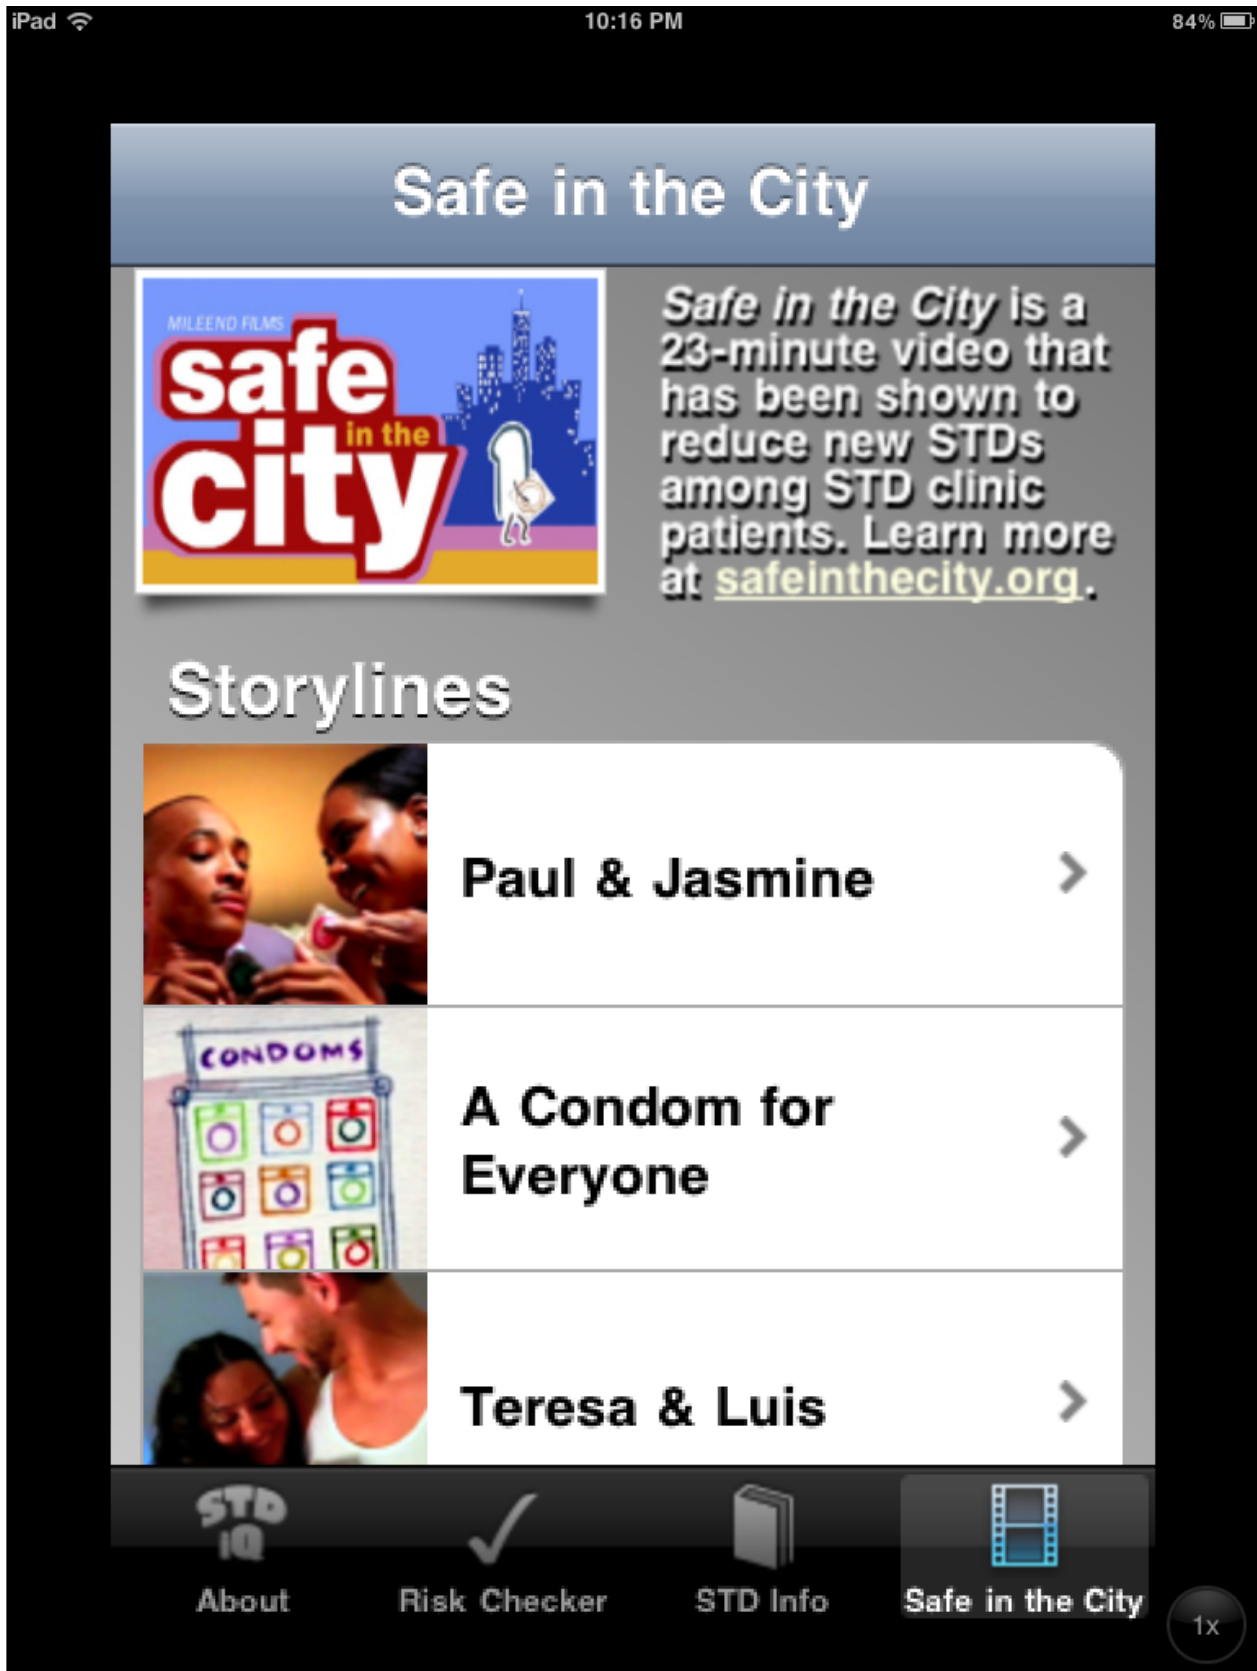 iPad 10:16 PM 84%
Safe in the City
MILEEND FILMS
safe
in the
city
Safe in the City is a
23-minute video that
has been shown to
reduce new STDs
among STD clinic
patients. Learn more
at safeinthecity.org.
Storylines
Paul & Jasmine
CONDOMS
A Condom for
Everyone
Teresa & Luis
STD
iQ
About
Risk Checker
STD Info
Safe in the City
1x